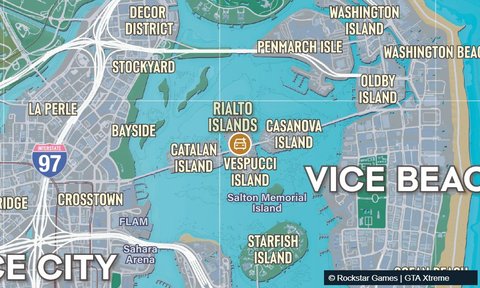 DECOR
DISTRICT
WASHINGTON
ISLAND
PENMARCH ISLE
WASHINGTON BEAC
STOCKYARD
OLDBY
ISLAND
LA PERLE
RIALTO
ISLANDS
BAYSIDE
CASANOVA
ISLAND
INTERSTATE
97
CATALAN
ISLAND
VESPUCCI
ISLAND
VICE BEAC
CROSSTOWN
RIDGE
Salton Memorial
Island
FLAM
Sahara
Arena
STARFISH
ISLAND
CE CITY
OCEAN BEACH
© Rockstar Games | GTA Xtreme